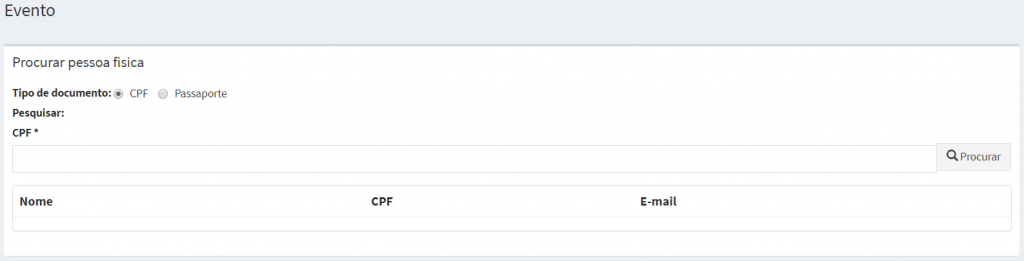 Evento
Procurar pessoa fisica
Tipo de documento: CPF Passaporte
Pesquisar:
CPF *
Procurar
Nome CPF E-mail